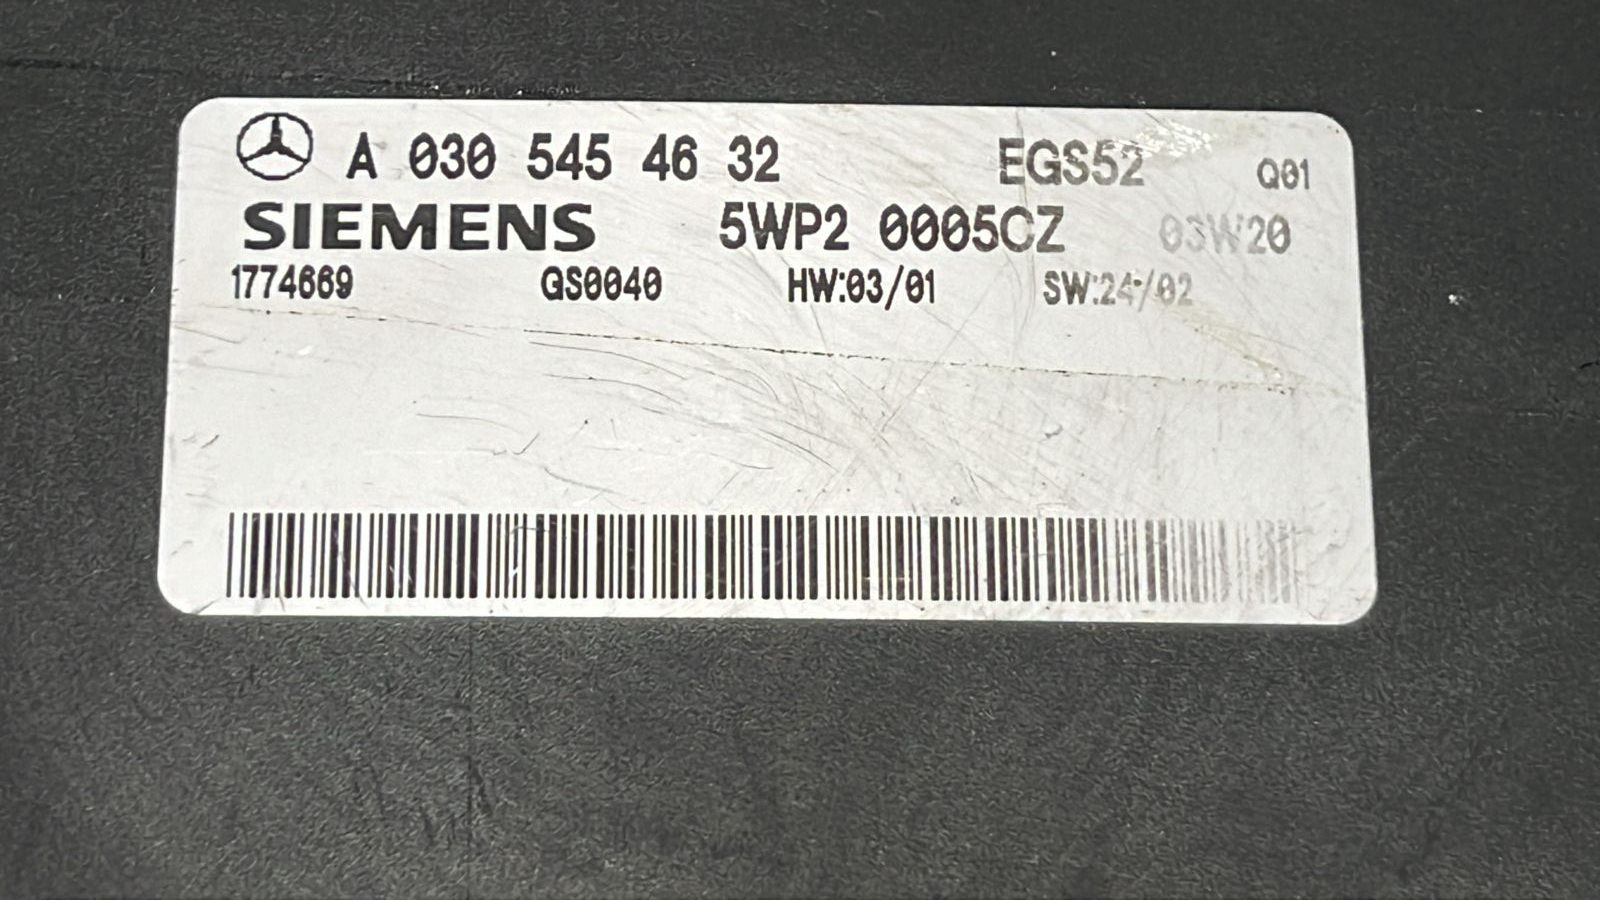 A 030 545 46 32 EGS52 Q01
SIEMENS 5WP2 0005CZ 03W20
1774669 QS0040 HW:03/01 SW:24/02